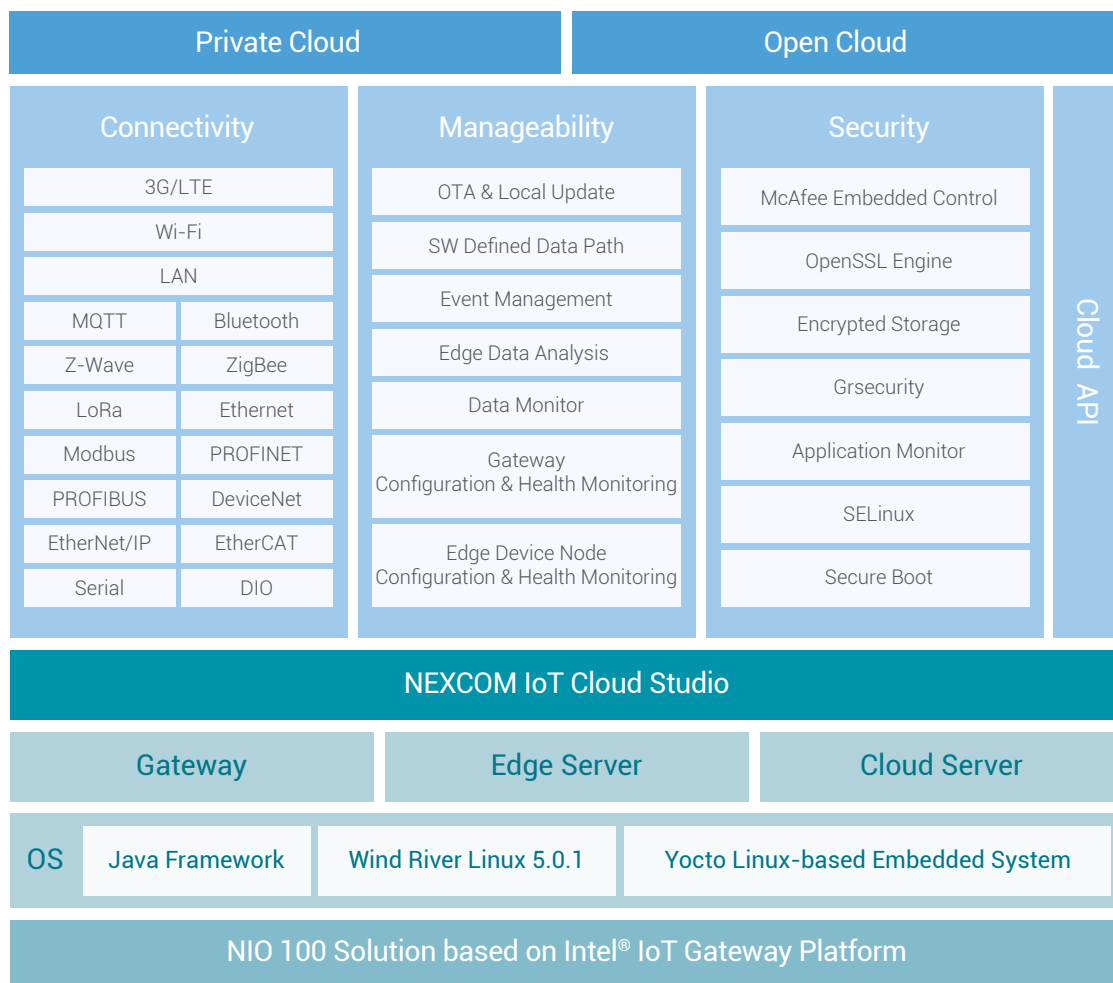 Private Cloud
Open Cloud
Connectivity
3G/LTE
Wi-Fi
LAN
MQTT
Bluetooth
Z-Wave
ZigBee
LoRa
Ethernet
Modbus
PROFINET
PROFIBUS
DeviceNet
EtherNet/IP
EtherCAT
Serial
DIO
Manageability
OTA & Local Update
SW Defined Data Path
Event Management
Edge Data Analysis
Data Monitor
Gateway
Configuration & Health Monitoring
Edge Device Node
Configuration & Health Monitoring
Security
McAfee Embedded Control
OpenSSL Engine
Encrypted Storage
Grsecurity
Application Monitor
SELinux
Secure Boot
Cloud API
NEXCOM IoT Cloud Studio
Gateway
Edge Server
Cloud Server
OS
Java Framework
Wind River Linux 5.0.1
Yocto Linux-based Embedded System
NIO 100 Solution based on Intel® IoT Gateway Platform